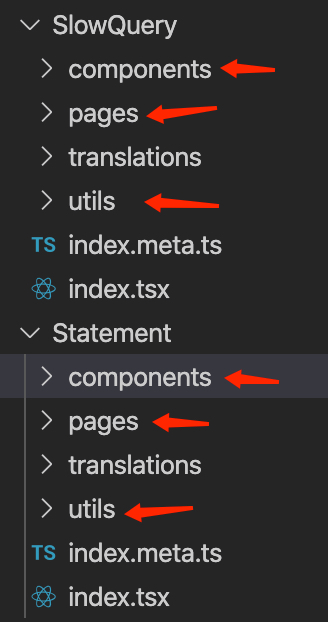 SlowQuery
components
pages
translations
utils
TS index.meta.ts
index.tsx
Statement
components
pages
translations
utils
TS index.meta.ts
index.tsx